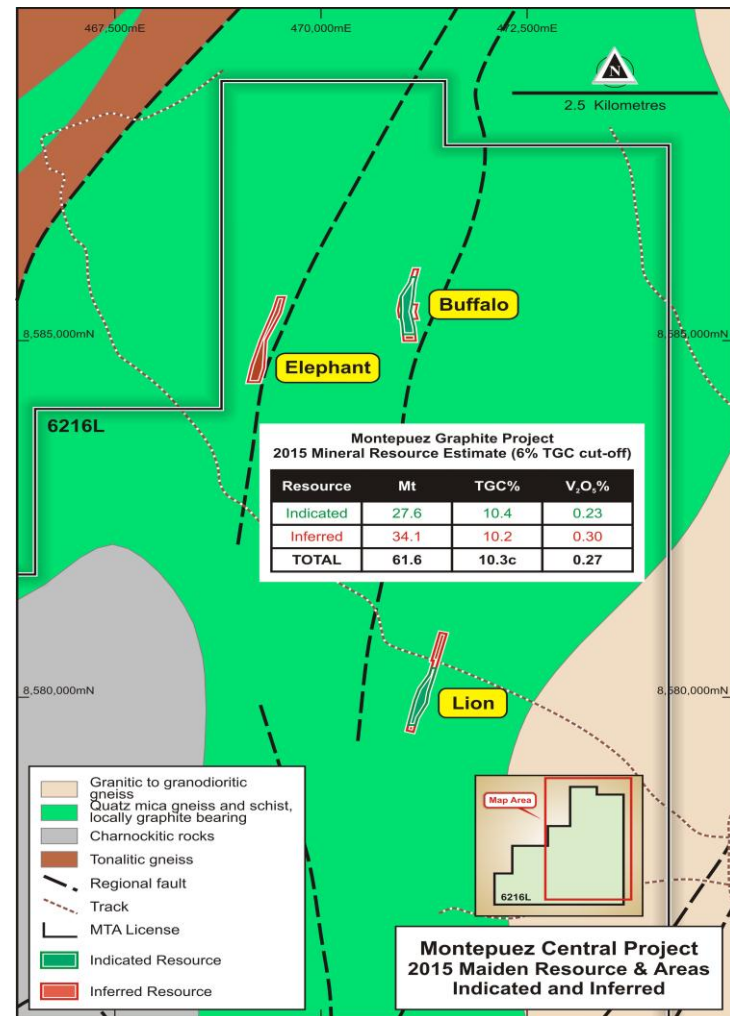 467,500mE 470,000mE 472,500mE
N
2.5 Kilometres
Buffalo
8,585,000mN 8,585,000mN
Elephant
6216L
Montepuez Graphite Project
2015 Mineral Resource Estimate (6% TGC cut-off)
Resource Mt TGC% V₂O₅%
Indicated 27.6 10.4 0.23
Inferred 34.1 10.2 0.30
TOTAL 61.6 10.3c 0.27
8,580,000mN 8,580,000mN
Lion
Granitic to granodioritic
gneiss
Quatz mica gneiss and schist,
locally graphite bearing
Charnockitic rocks
Tonalitic gneiss
Regional fault
Track
MTA License
Indicated Resource
Inferred Resource
Map Area
6216L
Montepuez Central Project
2015 Maiden Resource & Areas
Indicated and Inferred